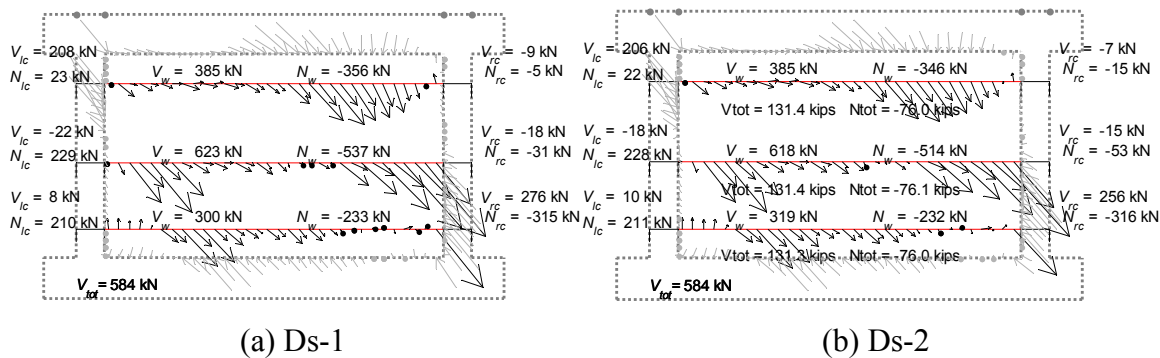 V_lc = 208 kN
N_lc = 23 kN
V_w = 385 kN N_w = -356 kN
V_rc = -9 kN
N_rc = -5 kN
V_lc = -22 kN
N_lc = 229 kN
V_w = 623 kN N_w = -537 kN
V_rc = -18 kN
N_rc = -31 kN
V_lc = 8 kN
N_lc = 210 kN
V_w = 300 kN N_w = -233 kN
V_rc = 276 kN
N_rc = -315 kN
V_tot = 584 kN
(a) Ds-1
V_lc = 206 kN
N_lc = 22 kN
V_w = 385 kN N_w = -346 kN
V_rc = -7 kN
N_rc = -15 kN
Vtot = 131.4 kips Ntot = -76.0 kips
V_lc = -18 kN
N_lc = 228 kN
V_w = 618 kN N_w = -514 kN
V_rc = -15 kN
N_rc = -53 kN
Vtot = 131.4 kips Ntot = -76.1 kips
V_lc = 10 kN
N_lc = 211 kN
V_w = 319 kN N_w = -232 kN
V_rc = 256 kN
N_rc = -316 kN
Vtot = 131.3 kips Ntot = -76.0 kips
V_tot = 584 kN
(b) Ds-2